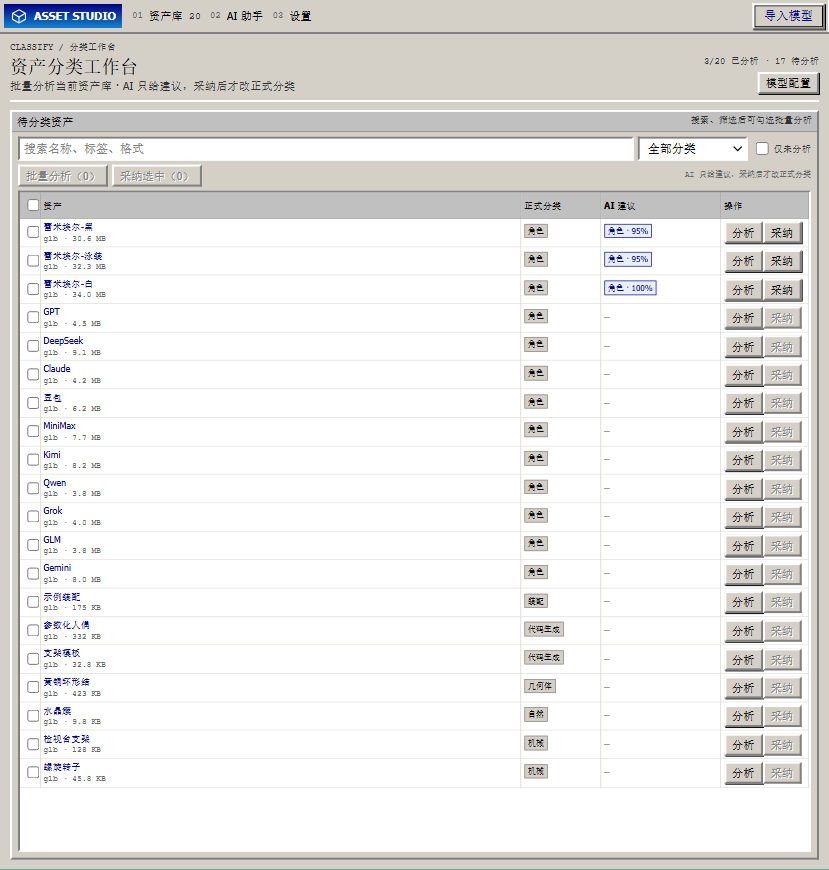 ASSET STUDIO 01 资产库 20 02 AI 助手 03 设置 导入模型
CLASSIFY / 分类工作台
资产分类工作台
3/20 已分析 · 17 待分析
批量分析当前资产库 · AI 只给建议，采纳后才改正式分类
模型配置
待分类资产
搜索、筛选后可勾选批量分析
搜索名称、标签、格式 全部分类 仅未分析
批量分析（0） 采纳选中（0）
AI 只给建议，采纳后才改正式分类
资产 正式分类 AI 建议 操作
霍米埃尔-黑 角色 角色 · 95% 分析 采纳
glb · 30.6 MB
霍米埃尔-泳装 角色 角色 · 95% 分析 采纳
glb · 32.3 MB
霍米埃尔-白 角色 角色 · 100% 分析 采纳
glb · 34.0 MB
GPT 角色 — 分析 采纳
glb · 4.5 MB
DeepSeek 角色 — 分析 采纳
glb · 9.1 MB
Claude 角色 — 分析 采纳
glb · 4.2 MB
豆包 角色 — 分析 采纳
glb · 6.2 MB
MiniMax 角色 — 分析 采纳
glb · 7.7 MB
Kimi 角色 — 分析 采纳
glb · 8.2 MB
Qwen 角色 — 分析 采纳
glb · 3.8 MB
Grok 角色 — 分析 采纳
glb · 4.0 MB
GLM 角色 — 分析 采纳
glb · 3.8 MB
Gemini 角色 — 分析 采纳
glb · 8.0 MB
示例装配 装配 — 分析 采纳
glb · 175 KB
参数化人偶 代码生成 — 分析 采纳
glb · 332 KB
支架模板 代码生成 — 分析 采纳
glb · 32.8 KB
黄铜环形结 几何体 — 分析 采纳
glb · 423 KB
水晶簇 自然 — 分析 采纳
glb · 9.8 KB
检视台支架 机械 — 分析 采纳
glb · 128 KB
螺旋转子 机械 — 分析 采纳
glb · 45.8 KB